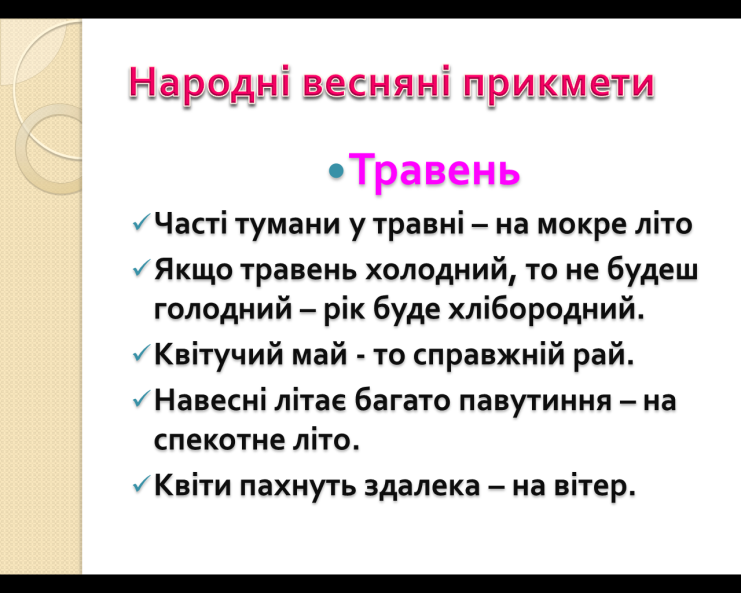 Народні весняні прикмети
•Травень
✓Часті тумани у травні – на мокре літо
✓Якщо травень холодний, то не будеш
голодний – рік буде хлібородний.
✓Квітучий май - то справжній рай.
✓Навесні літає багато павутиння – на
спекотне літо.
✓Квіти пахнуть здалека – на вітер.